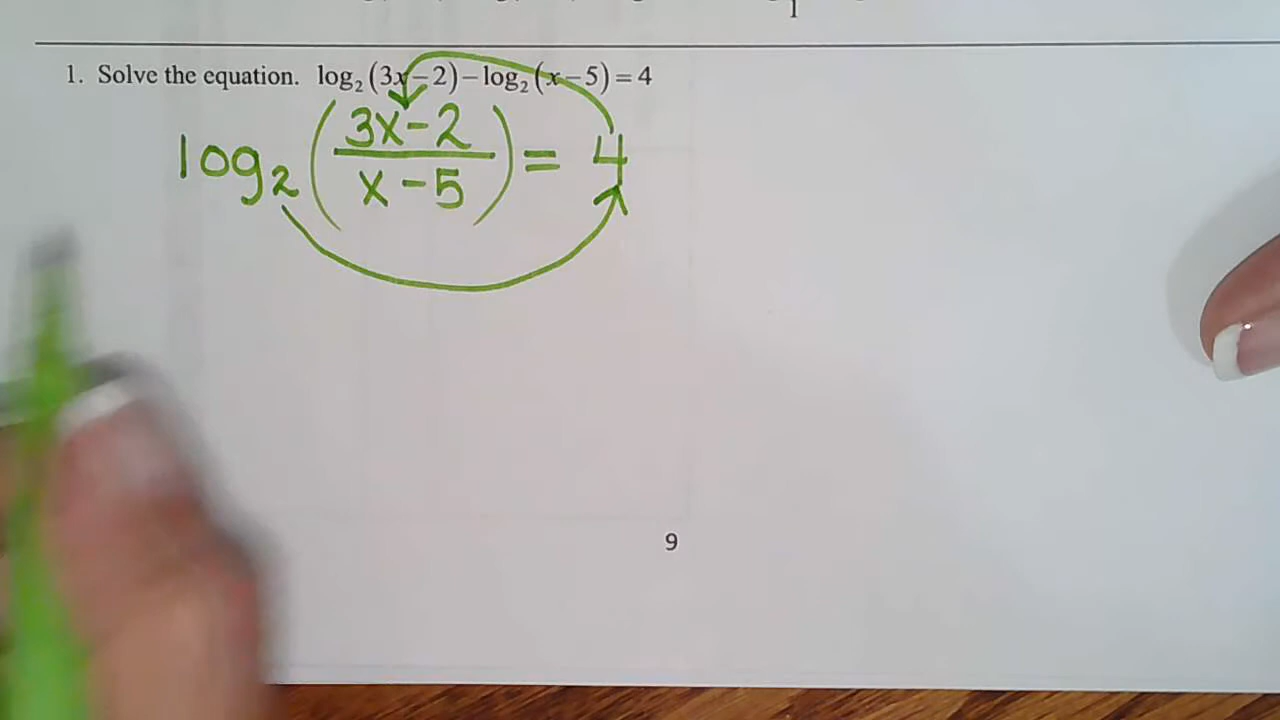 1. Solve the equation. log₂(3x−2)−log₂(x−5)=4
log₂((3x−2)/(x−5)) = 4
9